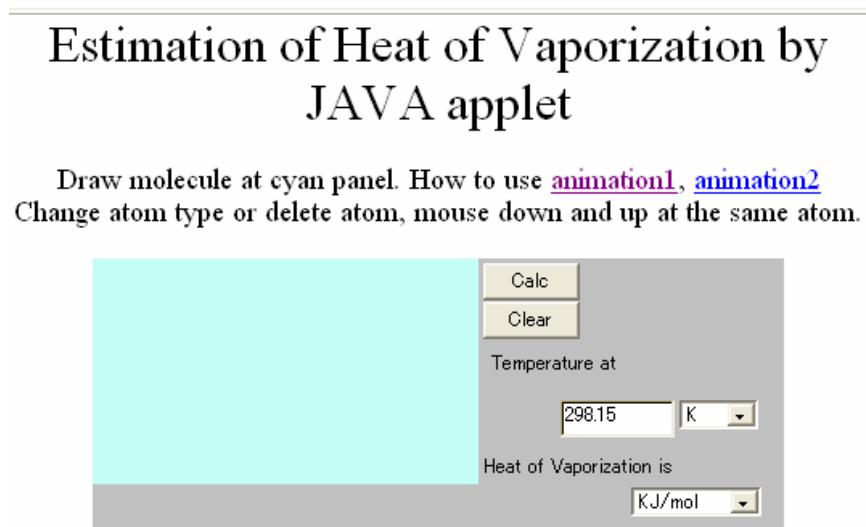 Estimation of Heat of Vaporization by
JAVA applet
Draw molecule at cyan panel. How to use animation1, animation2
Change atom type or delete atom, mouse down and up at the same atom.
Calc
Clear
Temperature at
298.15 K
Heat of Vaporization is
KJ/mol